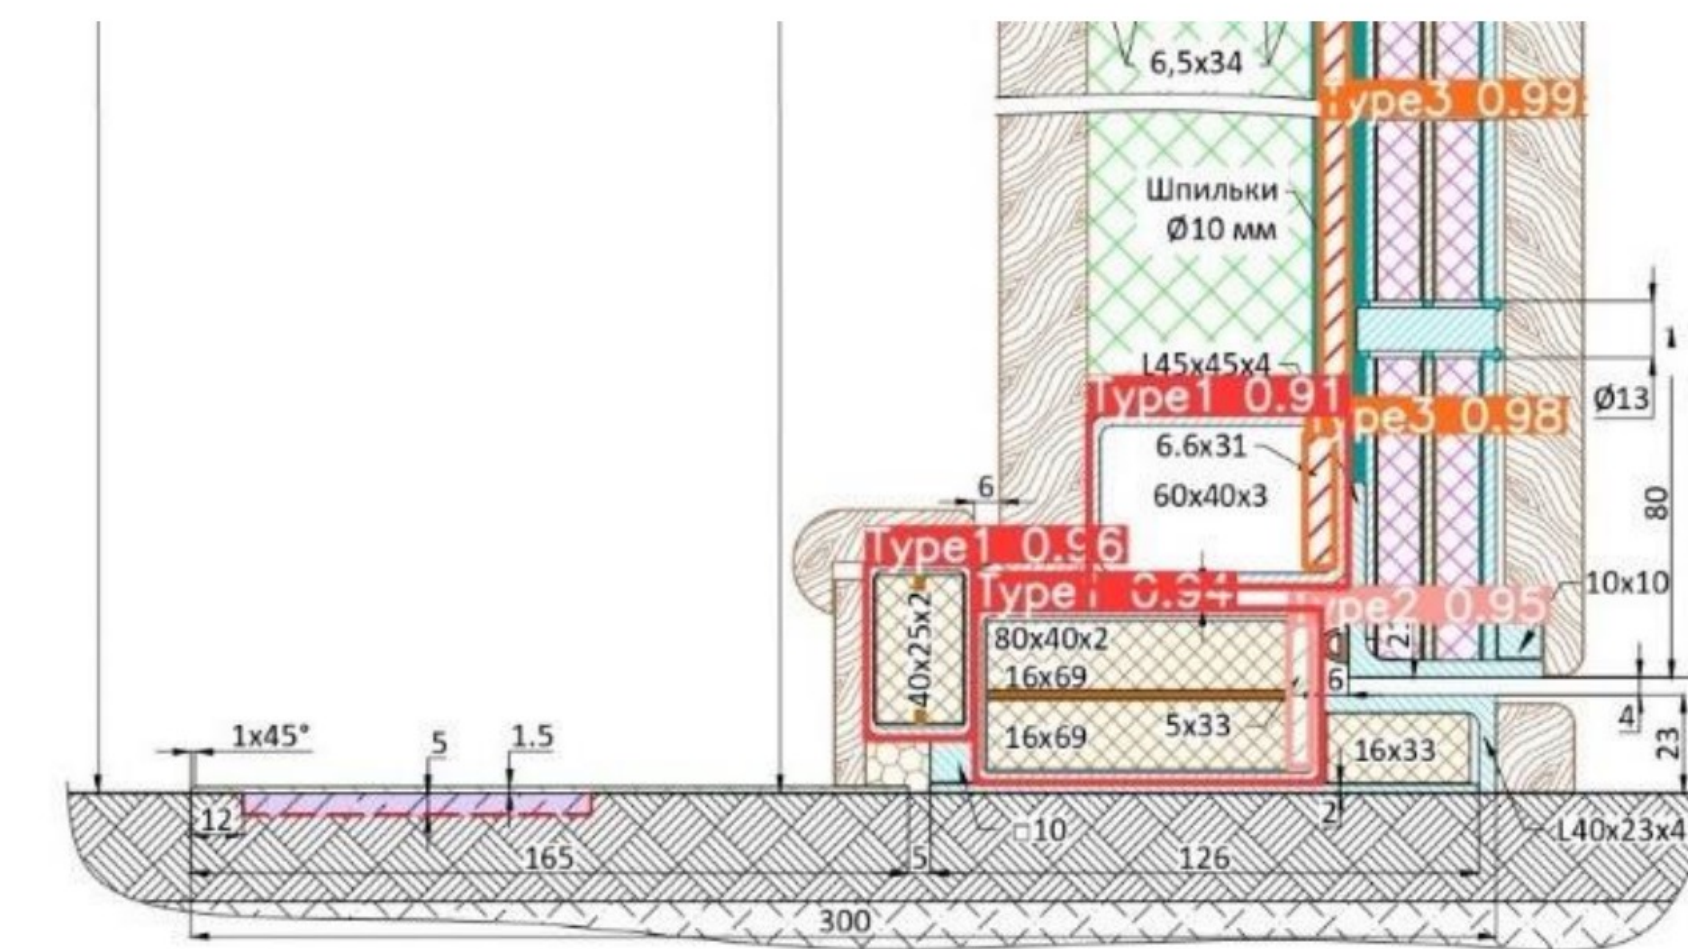 6,5x34
Type3 0.99
Шпильки
Ø10 мм
L45x45x4
Type1 0.91
ype3 0.98
Ø13
6.6x31
60x40x3
6
80
Type1 0.96
Type1 0.94
ype2 0.95
10x10
40x25x2
80x40x2
16x69
6
5x33
16x69
16x33
4
23
1x45°
5
1.5
12
2
□10
L40x23x4
165
5
126
300